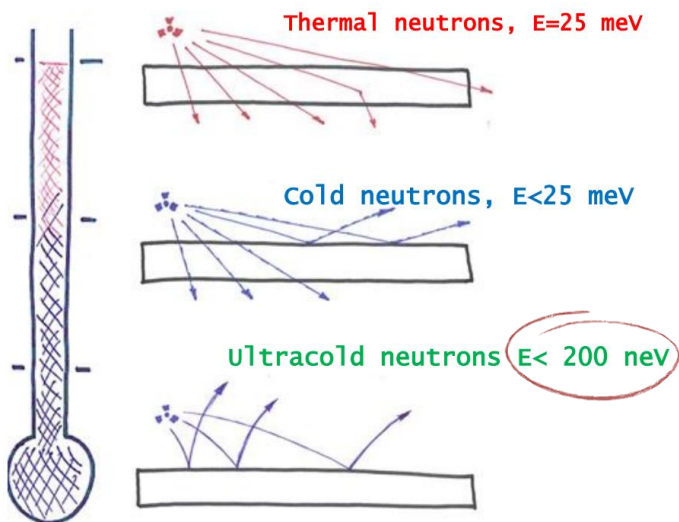 Thermal neutrons, E=25 meV
Cold neutrons, E<25 meV
Ultracold neutrons E< 200 neV